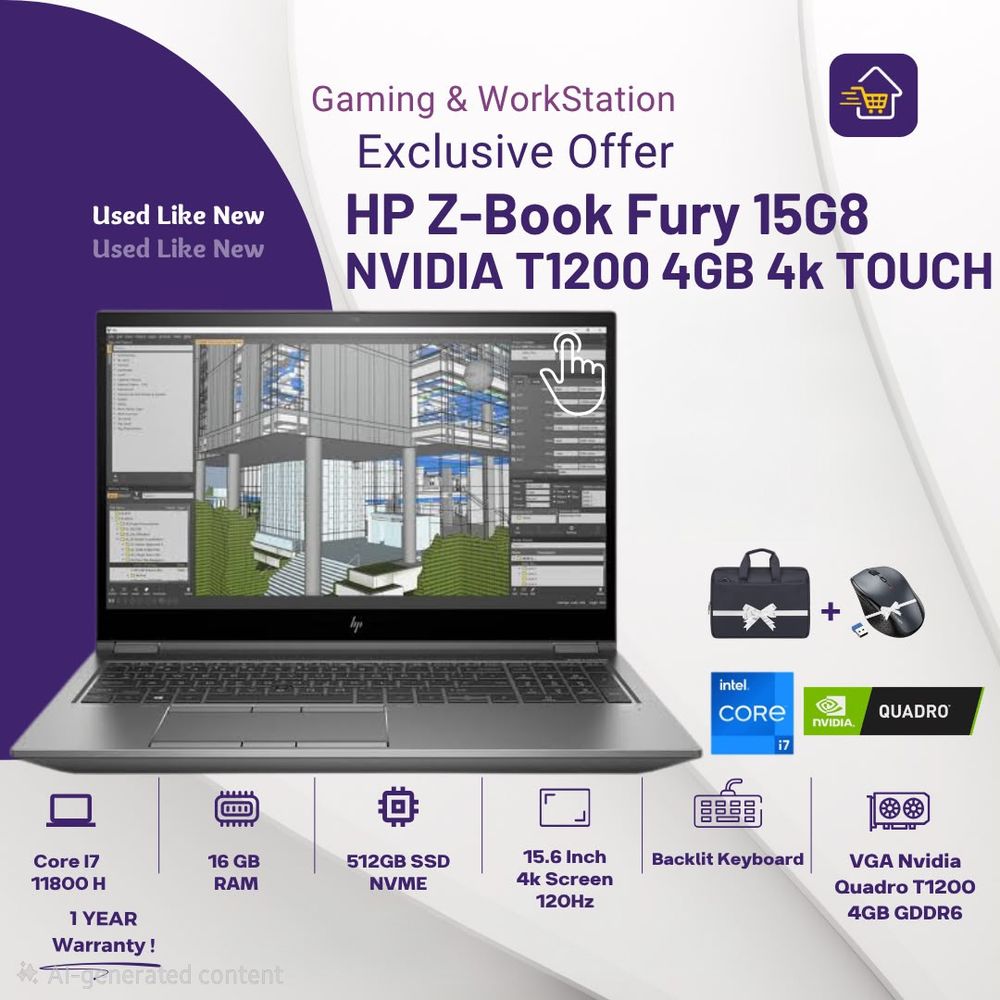 Gaming & WorkStation
Exclusive Offer
Used Like New
Used Like New
HP Z-Book Fury 15G8
NVIDIA T1200 4GB 4k TOUCH
hp
+
intel.
CORE
i7
NVIDIA.
QUADRO
Core I7
11800 H
16 GB
RAM
512GB SSD
NVME
15.6 Inch
4k Screen
120Hz
Backlit Keyboard
VGA Nvidia
Quadro T1200
4GB GDDR6
1 YEAR
Warranty !
AI-generated content